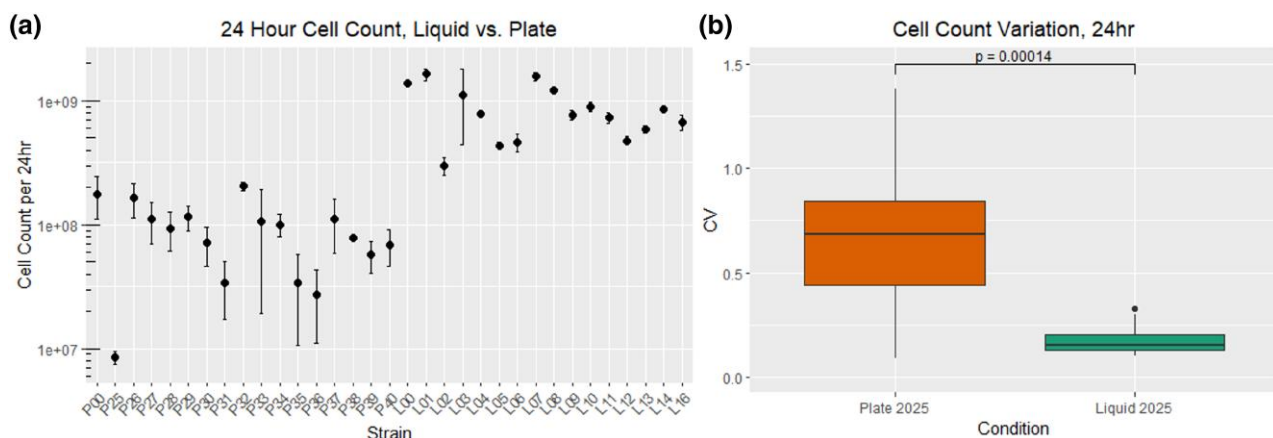 (a)
24 Hour Cell Count, Liquid vs. Plate
Cell Count per 24hr
1e+09
1e+08
1e+07
P00 P25 P26 P27 P28 P29 P30 P31 P32 P33 P34 P35 P36 P37 P38 P39 P40 L00 L01 L02 L03 L04 L05 L06 L07 L08 L09 L10 L11 L12 L13 L14 L16
Strain
(b)
Cell Count Variation, 24hr
p = 0.00014
CV
1.5
1.0
0.5
0.0
Plate 2025 Liquid 2025
Condition